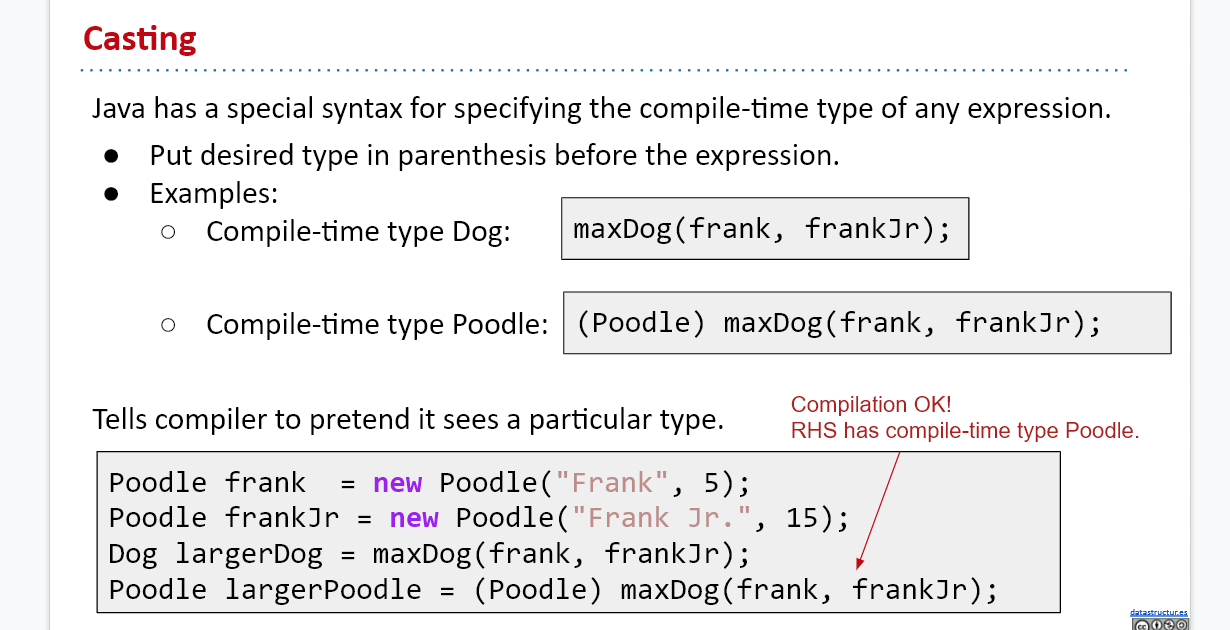 Casting
Java has a special syntax for specifying the compile-time type of any expression.
● Put desired type in parenthesis before the expression.
● Examples:
○ Compile-time type Dog:
maxDog(frank, frankJr);
○ Compile-time type Poodle:
(Poodle) maxDog(frank, frankJr);
Tells compiler to pretend it sees a particular type.
Compilation OK!
RHS has compile-time type Poodle.
Poodle frank  = new Poodle("Frank", 5);
Poodle frankJr = new Poodle("Frank Jr.", 15);
Dog largerDog = maxDog(frank, frankJr);
Poodle largerPoodle = (Poodle) maxDog(frank, frankJr);
datastructur.es